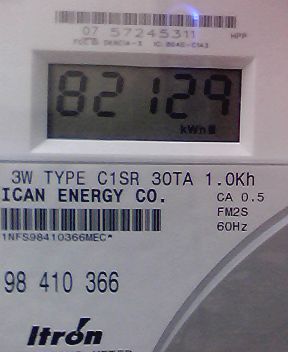 07 57245311 HPP
82129
kWh
3W TYPE C1SR 30TA 1.0Kh
ICAN ENERGY CO. CA 0.5
FM2S
60Hz
1NFS98410366MEC*
98 410 366
Itron